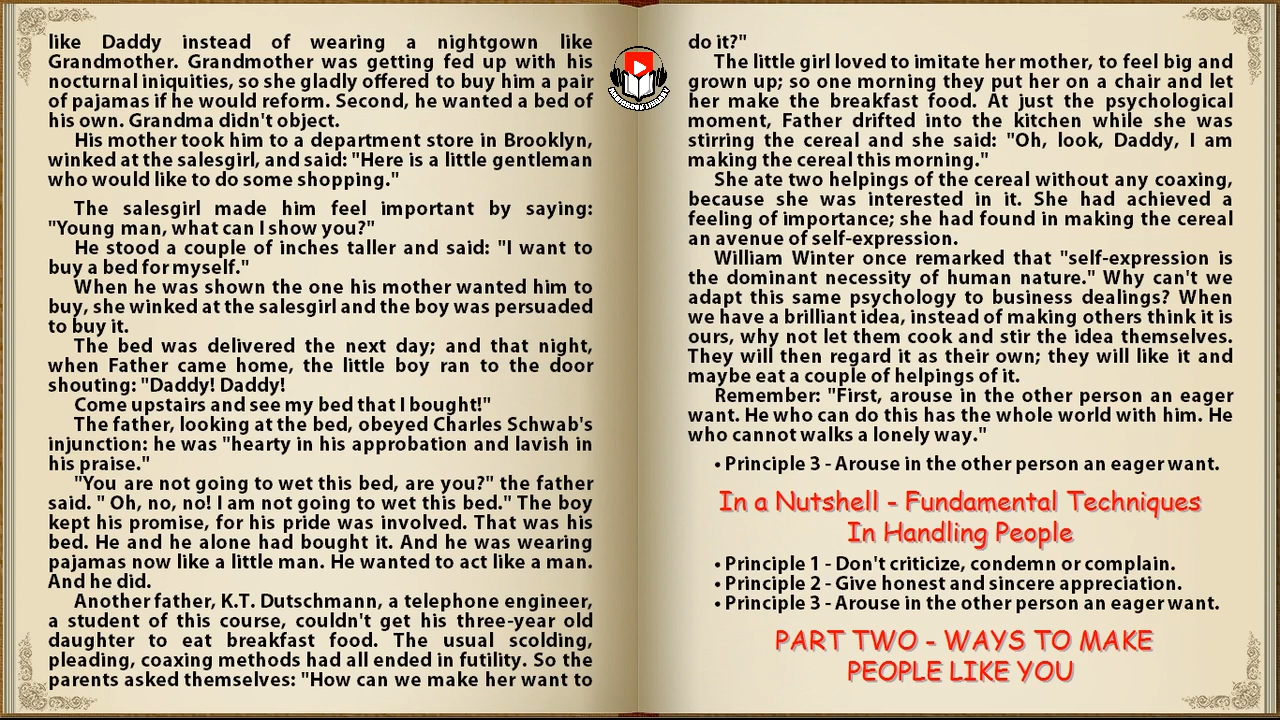 like Daddy instead of wearing a nightgown like
Grandmother. Grandmother was getting fed up with his
nocturnal iniquities, so she gladly offered to buy him a pair
of pajamas if he would reform. Second, he wanted a bed of
his own. Grandma didn't object.
His mother took him to a department store in Brooklyn,
winked at the salesgirl, and said: "Here is a little gentleman
who would like to do some shopping."
The salesgirl made him feel important by saying:
"Young man, what can I show you?"
He stood a couple of inches taller and said: "I want to
buy a bed for myself."
When he was shown the one his mother wanted him to
buy, she winked at the salesgirl and the boy was persuaded
to buy it.
The bed was delivered the next day; and that night,
when Father came home, the little boy ran to the door
shouting: "Daddy! Daddy!
Come upstairs and see my bed that I bought!"
The father, looking at the bed, obeyed Charles Schwab's
injunction: he was "hearty in his approbation and lavish in
his praise."
"You are not going to wet this bed, are you?" the father
said. " Oh, no, no! I am not going to wet this bed." The boy
kept his promise, for his pride was involved. That was his
bed. He and he alone had bought it. And he was wearing
pajamas now like a little man. He wanted to act like a man.
And he did.
Another father, K.T. Dutschmann, a telephone engineer,
a student of this course, couldn't get his three-year old
daughter to eat breakfast food. The usual scolding,
pleading, coaxing methods had all ended in futility. So the
parents asked themselves: "How can we make her want to
do it?"
The little girl loved to imitate her mother, to feel big and
grown up; so one morning they put her on a chair and let
her make the breakfast food. At just the psychological
moment, Father drifted into the kitchen while she was
stirring the cereal and she said: "Oh, look, Daddy, I am
making the cereal this morning."
She ate two helpings of the cereal without any coaxing,
because she was interested in it. She had achieved a
feeling of importance; she had found in making the cereal
an avenue of self-expression.
William Winter once remarked that "self-expression is
the dominant necessity of human nature." Why can't we
adapt this same psychology to business dealings? When
we have a brilliant idea, instead of making others think it is
ours, why not let them cook and stir the idea themselves.
They will then regard it as their own; they will like it and
maybe eat a couple of helpings of it.
Remember: "First, arouse in the other person an eager
want. He who can do this has the whole world with him. He
who cannot walks a lonely way."
• Principle 3 - Arouse in the other person an eager want.
In a Nutshell - Fundamental Techniques
In Handling People
• Principle 1 - Don't criticize, condemn or complain.
• Principle 2 - Give honest and sincere appreciation.
• Principle 3 - Arouse in the other person an eager want.
PART TWO - WAYS TO MAKE
PEOPLE LIKE YOU